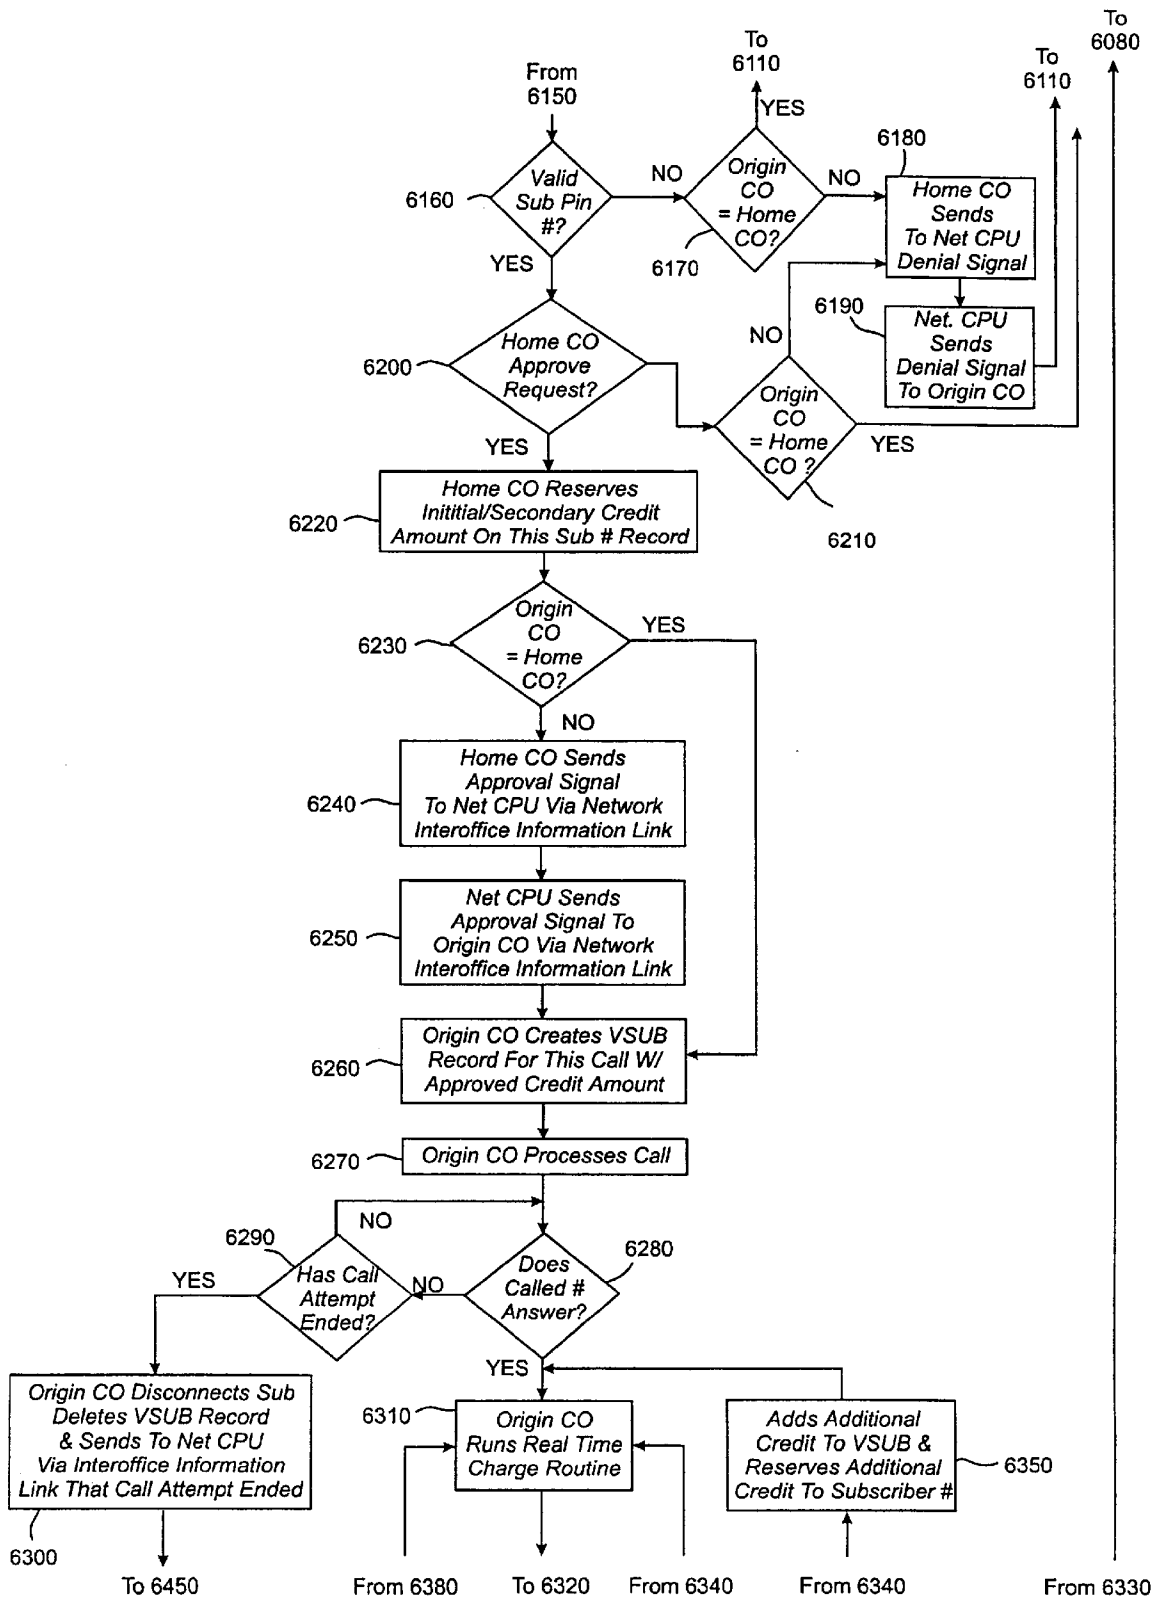 To
6080
To
6110
To
6110
From
6150
YES
6180
6160
Valid
Sub Pin
#?
NO
Origin
CO
= Home
CO?
NO
6170
Home CO
Sends
To Net CPU
Denial Signal
YES
6190
Net. CPU
Sends
Denial Signal
To Origin CO
NO
6200
Home CO
Approve
Request?
Origin
CO
= Home
CO ?
YES
6210
YES
6220
Home CO Reserves
Inititial/Secondary Credit
Amount On This Sub # Record
6230
Origin
CO
= Home
CO?
YES
NO
6240
Home CO Sends
Approval Signal
To Net CPU Via Network
Interoffice Information Link
6250
Net CPU Sends
Approval Signal To
Origin CO Via Network
Interoffice Information Link
6260
Origin CO Creates VSUB
Record For This Call W/
Approved Credit Amount
6270
Origin CO Processes Call
NO
6290
Has Call
Attempt
Ended?
YES
NO
6280
Does
Called #
Answer?
YES
Origin CO Disconnects Sub
Deletes VSUB Record
& Sends To Net CPU
Via Interoffice Information
Link That Call Attempt Ended
6300
6310
Origin CO
Runs Real Time
Charge Routine
Adds Additional
Credit To VSUB &
Reserves Additional
Credit To Subscriber #
6350
To 6450
From 6380
To 6320
From 6340
From 6340
From 6330